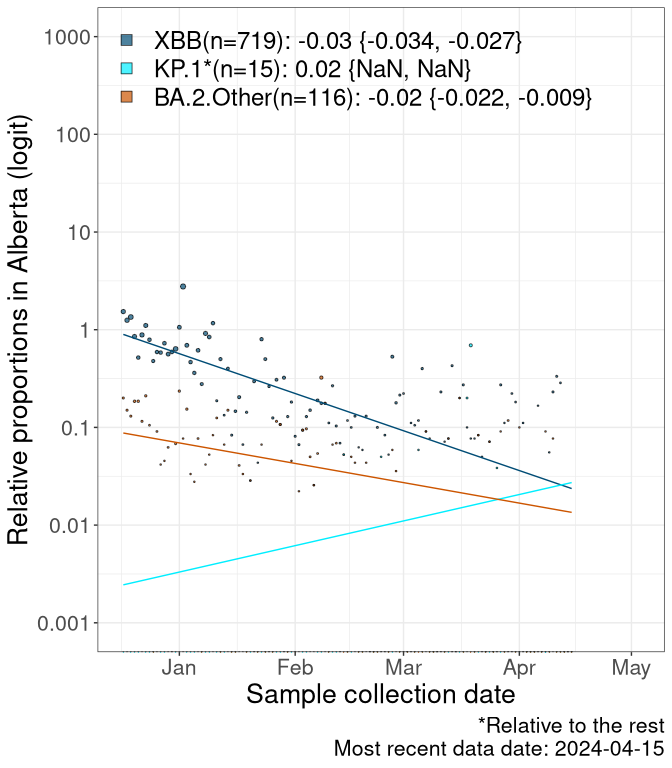 XBB(n=719): -0.03 {-0.034, -0.027}
KP.1*(n=15): 0.02 {NaN, NaN}
BA.2.Other(n=116): -0.02 {-0.022, -0.009}
Relative proportions in Alberta (logit)
1000
100
10
1
0.1
0.01
0.001
Jan Feb Mar Apr May
Sample collection date
*Relative to the rest
Most recent data date: 2024-04-15